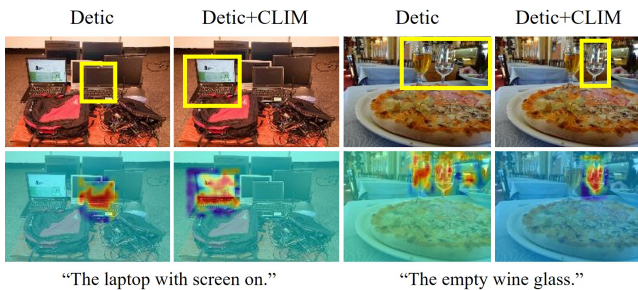 Detic Detic+CLIM Detic Detic+CLIM
“The laptop with screen on.” “The empty wine glass.”